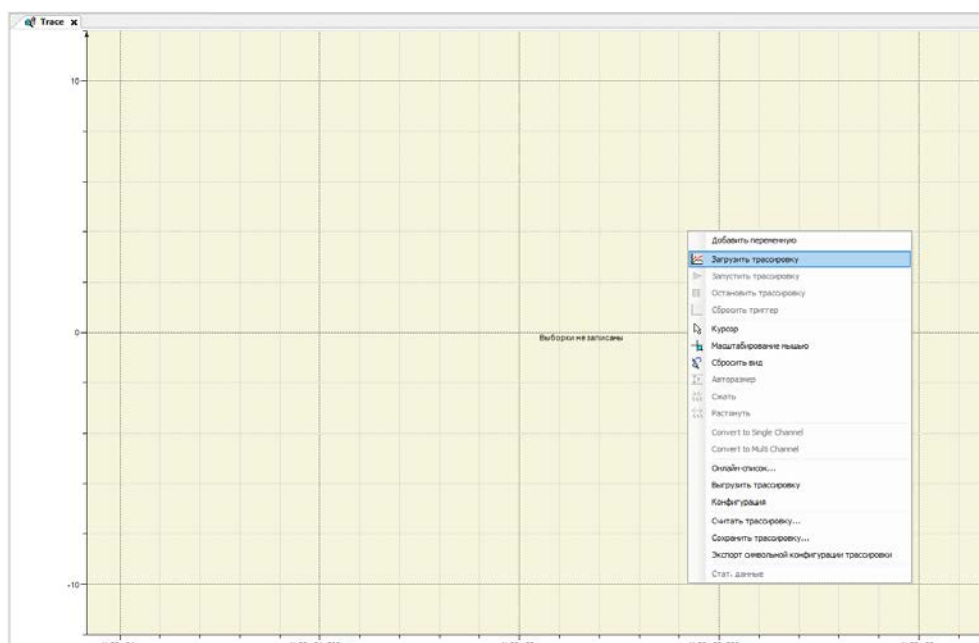 Trace
10
Добавить переменную
Загрузить трассировку
Запустить трассировку
Остановить трассировку
Сбросить триггер
0
Выборки не записаны
Курсор
Масштабирование мышью
Сбросить вид
Авторазмер
Сжать
Растянуть
Convert to Single Channel
Convert to Multi Channel
Онлайн-список...
Выгрузить трассировку
Конфигурация
Считать трассировку...
Сохранить трассировку...
Экспорт символьной конфигурации трассировки
Стат. данные
-10